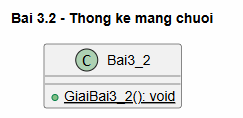 Bai 3.2 - Thong ke mang chuoi
C Bai3_2
GiaiBai3_2(): void